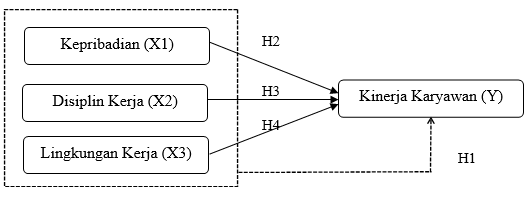 Kepribadian (X1)
H2
Disiplin Kerja (X2)
H3
Kinerja Karyawan (Y)
H4
Lingkungan Kerja (X3)
H1